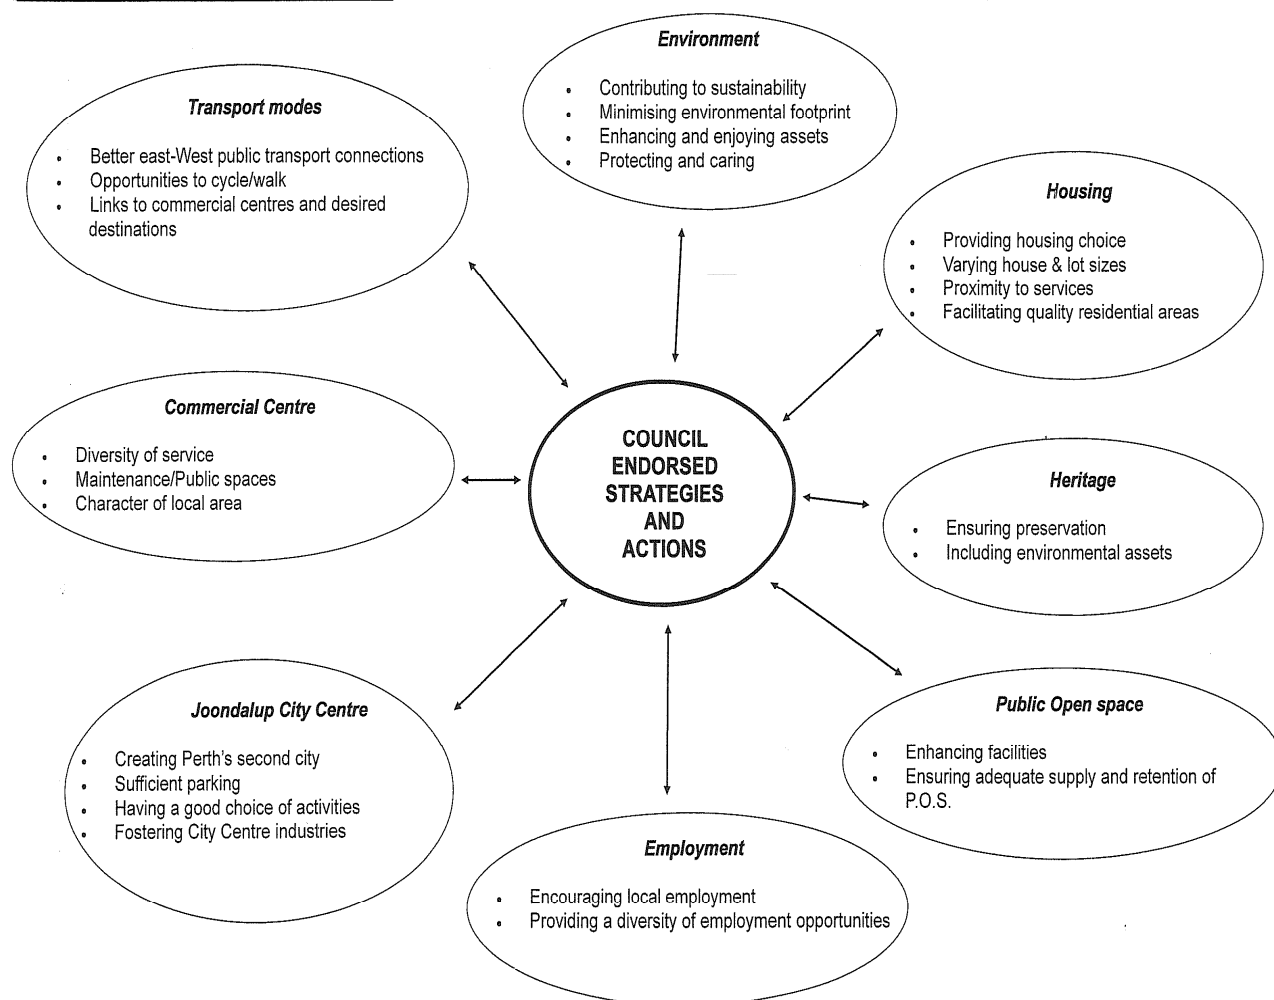 Environment
• Contributing to sustainability
• Minimising environmental footprint
• Enhancing and enjoying assets
• Protecting and caring
Transport modes
• Better east-West public transport connections
• Opportunities to cycle/walk
• Links to commercial centres and desired
destinations
Housing
• Providing housing choice
• Varying house & lot sizes
• Proximity to services
• Facilitating quality residential areas
Commercial Centre
• Diversity of service
• Maintenance/Public spaces
• Character of local area
COUNCIL
ENDORSED
STRATEGIES
AND
ACTIONS
Heritage
• Ensuring preservation
• Including environmental assets
Joondalup City Centre
• Creating Perth's second city
• Sufficient parking
• Having a good choice of activities
• Fostering City Centre industries
Public Open space
• Enhancing facilities
• Ensuring adequate supply and retention of
P.O.S.
Employment
• Encouraging local employment
• Providing a diversity of employment opportunities